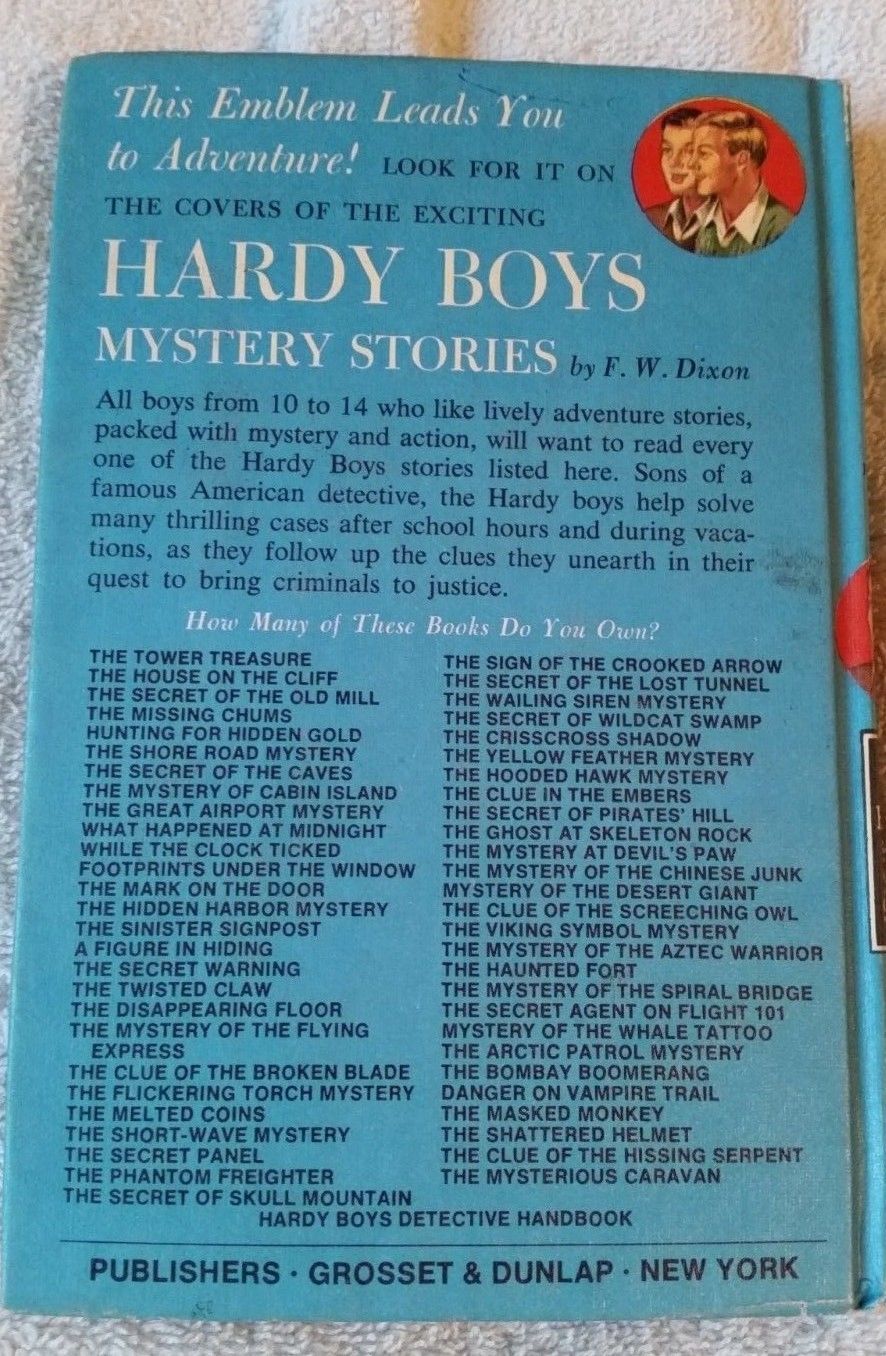 This Emblem Leads You
to Adventure! LOOK FOR IT ON
THE COVERS OF THE EXCITING
HARDY BOYS
MYSTERY STORIES by F. W. Dixon
All boys from 10 to 14 who like lively adventure stories,
packed with mystery and action, will want to read every
one of the Hardy Boys stories listed here. Sons of a
famous American detective, the Hardy boys help solve
many thrilling cases after school hours and during vaca-
tions, as they follow up the clues they unearth in their
quest to bring criminals to justice.
How Many of These Books Do You Own?
THE TOWER TREASURE
THE HOUSE ON THE CLIFF
THE SECRET OF THE OLD MILL
THE MISSING CHUMS
HUNTING FOR HIDDEN GOLD
THE SHORE ROAD MYSTERY
THE SECRET OF THE CAVES
THE MYSTERY OF CABIN ISLAND
THE GREAT AIRPORT MYSTERY
WHAT HAPPENED AT MIDNIGHT
WHILE THE CLOCK TICKED
FOOTPRINTS UNDER THE WINDOW
THE MARK ON THE DOOR
THE HIDDEN HARBOR MYSTERY
THE SINISTER SIGNPOST
A FIGURE IN HIDING
THE SECRET WARNING
THE TWISTED CLAW
THE DISAPPEARING FLOOR
THE MYSTERY OF THE FLYING
EXPRESS
THE CLUE OF THE BROKEN BLADE
THE FLICKERING TORCH MYSTERY
THE MELTED COINS
THE SHORT-WAVE MYSTERY
THE SECRET PANEL
THE PHANTOM FREIGHTER
THE SECRET OF SKULL MOUNTAIN
THE SIGN OF THE CROOKED ARROW
THE SECRET OF THE LOST TUNNEL
THE WAILING SIREN MYSTERY
THE SECRET OF WILDCAT SWAMP
THE CRISSCROSS SHADOW
THE YELLOW FEATHER MYSTERY
THE HOODED HAWK MYSTERY
THE CLUE IN THE EMBERS
THE SECRET OF PIRATES' HILL
THE GHOST AT SKELETON ROCK
THE MYSTERY AT DEVIL'S PAW
THE MYSTERY OF THE CHINESE JUNK
MYSTERY OF THE DESERT GIANT
THE CLUE OF THE SCREECHING OWL
THE VIKING SYMBOL MYSTERY
THE MYSTERY OF THE AZTEC WARRIOR
THE HAUNTED FORT
THE MYSTERY OF THE SPIRAL BRIDGE
THE SECRET AGENT ON FLIGHT 101
MYSTERY OF THE WHALE TATTOO
THE ARCTIC PATROL MYSTERY
THE BOMBAY BOOMERANG
DANGER ON VAMPIRE TRAIL
THE MASKED MONKEY
THE SHATTERED HELMET
THE CLUE OF THE HISSING SERPENT
THE MYSTERIOUS CARAVAN
HARDY BOYS DETECTIVE HANDBOOK
PUBLISHERS · GROSSET & DUNLAP · NEW YORK